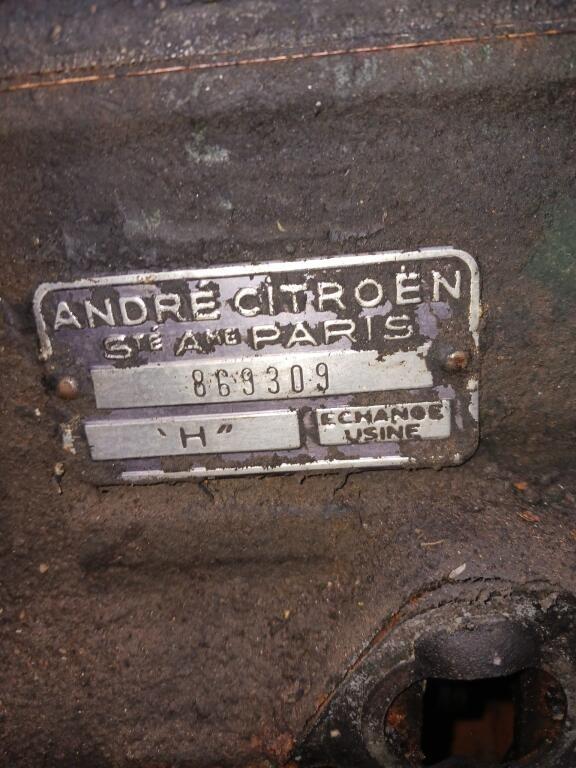 ANDRÉ CITROËN
STÉ AME PARIS
869309
"H"
ECHANGE
USINE